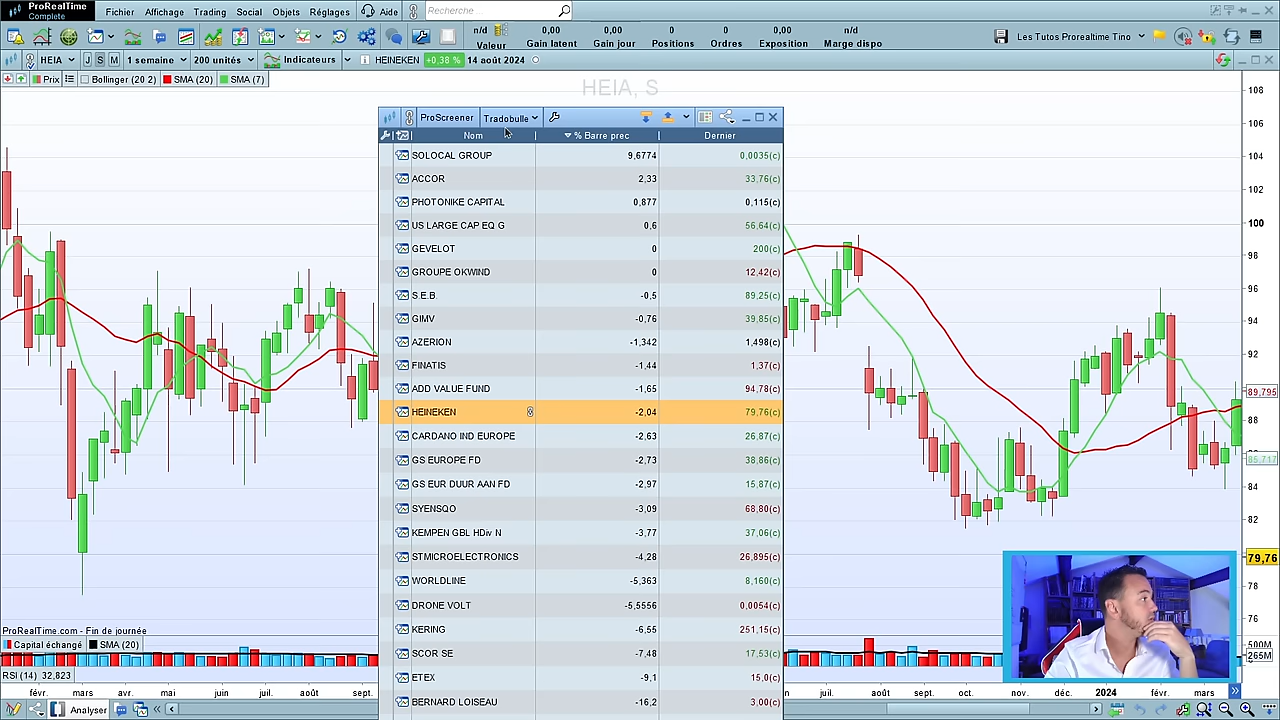 ProRealTime
Complete
Fichier Affichage Trading Social Objets Réglages Aide Recherche ...
n/d 0,00 0,00 0 0 0,00 n/d
Valeur Gain latent Gain jour Positions Ordres Exposition Marge dispo
Les Tutos Prorealtime Tino
HEIA J S M 1 semaine 200 unités Indicateurs HEINEKEN +0,38 % 14 août 2024
Prix Bollinger (20 2) SMA (20) SMA (7)
HEIA, S
ProScreener Tradobulle
Nom % Barre prec Dernier
SOLOCAL GROUP 9,6774 0,0035(c)
ACCOR 2,33 33,76(c)
PHOTONIKE CAPITAL 0,877 0,115(c)
US LARGE CAP EQ G 0,6 56,64(c)
GEVELOT 0 200(c)
GROUPE OKWIND 0 12,42(c)
S.E.B. -0,5 89,25(c)
GIMV -0,76 39,85(c)
AZERION -1,342 1,498(c)
FINATIS -1,44 1,37(c)
ADD VALUE FUND -1,65 94,78(c)
HEINEKEN -2,04 79,76(c)
CARDANO IND EUROPE -2,63 26,87(c)
GS EUROPE FD -2,73 38,86(c)
GS EUR DUUR AAN FD -2,97 15,87(c)
SYENSQO -3,09 68,80(c)
KEMPEN GBL HDiv N -3,77 37,06(c)
STMICROELECTRONICS -4,28 26,895(c)
WORLDLINE -5,363 8,160(c)
DRONE VOLT -5,5556 0,0054(c)
KERING -6,55 251,15(c)
SCOR SE -7,48 17,53(c)
ETEX -9,1 15,0(c)
BERNARD LOISEAU -16,2 3,00(c)
108
106
104
102
100
98
96
94
92
89,795
88
85,717
84
82
79,76
76
ProRealTime.com - Fin de journée
Capital échangé SMA (20)
500M
265M
RSI (14) 32,823
févr. mars avr. mai juin juil. août sept. juil. août sept. oct. nov. déc. 2024 févr. mars
Analyser